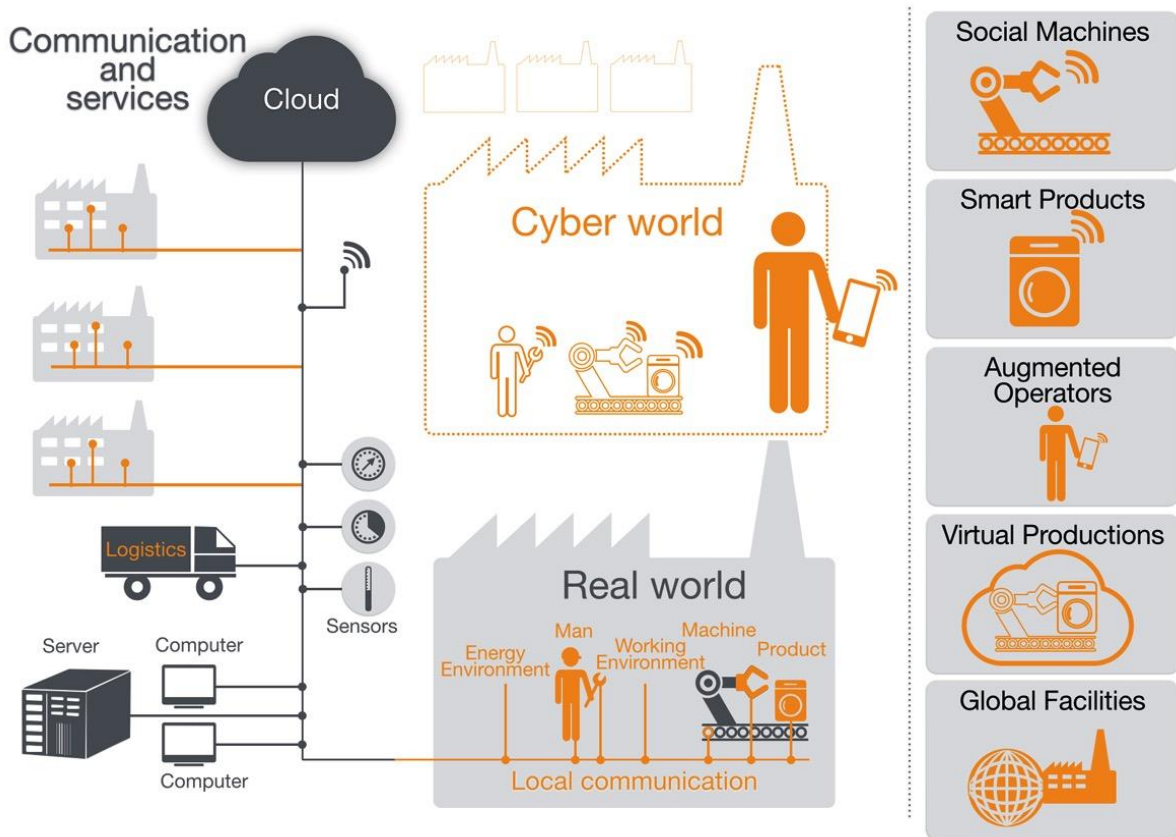 Communication
and
services
Cloud
Cyber world
Logistics
Sensors
Server
Computer
Computer
Real world
Energy
Environment
Man
Working
Environment
Machine
Product
Local communication
Social Machines
Smart Products
Augmented
Operators
Virtual Productions
Global Facilities